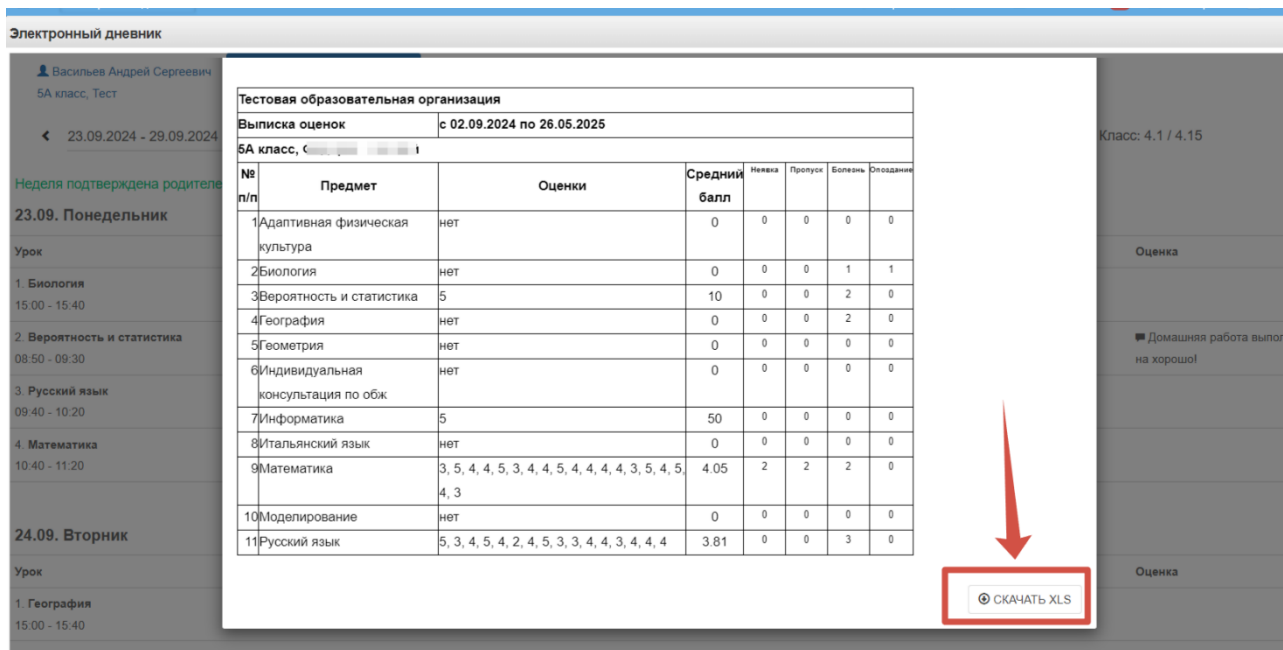 Электронный дневник
Васильев Андрей Сергеевич
5А класс, Тест
23.09.2024 - 29.09.2024
Класс: 4.1 / 4.15
Неделя подтверждена
23.09. Понедельник
Урок
Оценка
1. Биология
15:00 - 15:40
2. Вероятность и статистика
08:50 - 09:30
Домашняя работа
на хорошо!
3. Русский язык
09:40 - 10:20
4. Математика
10:40 - 11:20
24.09. Вторник
Урок
Оценка
1. География
15:00 - 15:40
Тестовая образовательная организация
Выписка оценок с 02.09.2024 по 26.05.2025
5А класс,
№ п/п Предмет Оценки Средний балл Неявка Пропуск Болезнь Опоздание
1 Адаптивная физическая нет 0 0 0 0 0
культура
2 Биология нет 0 0 0 1 1
3 Вероятность и статистика 5 10 0 0 2 0
4 География нет 0 0 0 2 0
5 Геометрия нет 0 0 0 0 0
6 Индивидуальная нет 0 0 0 0 0
консультация по обж
7 Информатика 5 50 0 0 0 0
8 Итальянский язык нет 0 0 0 0 0
9 Математика 3, 5, 4, 4, 5, 3, 4, 4, 5, 4, 4, 4, 4, 3, 5, 4, 5, 4.05 2 2 2 0
4, 3
10 Моделирование нет 0 0 0 0 0
11 Русский язык 5, 3, 4, 5, 4, 2, 4, 5, 3, 3, 4, 4, 3, 4, 4, 4 3.81 0 0 3 0
СКАЧАТЬ XLS